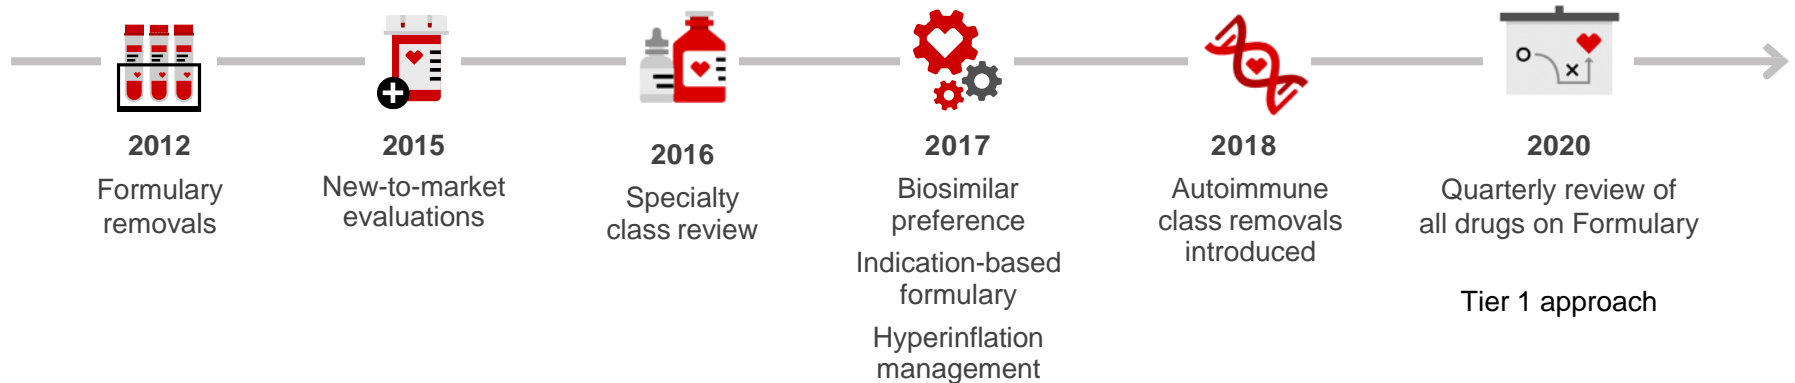 2012
Formulary
removals
2015
New-to-market
evaluations
2016
Specialty
class review
2017
Biosimilar
preference
Indication-based
formulary
Hyperinflation
management
2018
Autoimmune
class removals
introduced
2020
Quarterly review of
all drugs on Formulary
Tier 1 approach